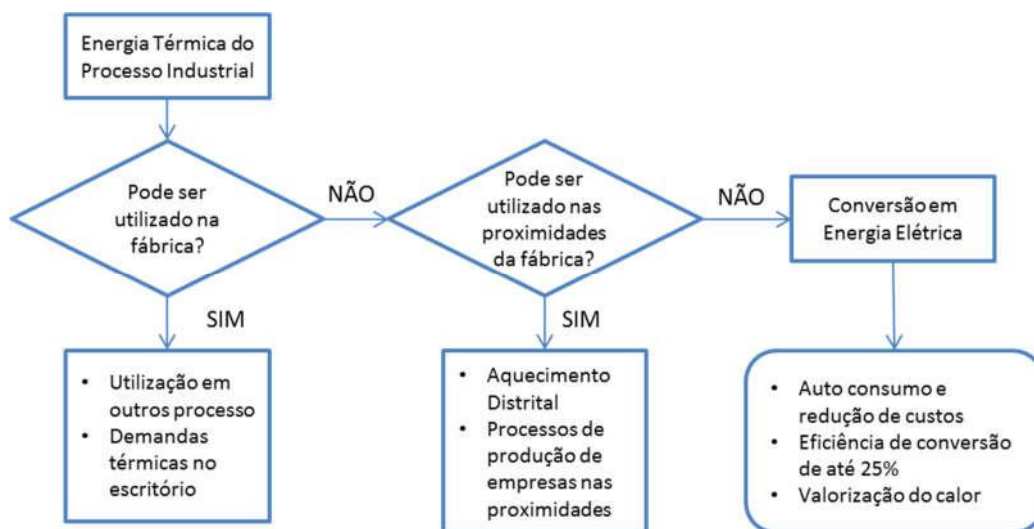 Energia Térmica do
Processo Industrial
Pode ser
utilizado na
fábrica?
NÃO
Pode ser
utilizado nas
proximidades
da fábrica?
NÃO
Conversão em
Energia Elétrica
SIM
SIM
• Utilização em
outros processo
• Demandas
térmicas no
escritório
• Aquecimento
Distrital
• Processos de
produção de
empresas nas
proximidades
• Auto consumo e
redução de custos
• Eficiência de conversão
de até 25%
• Valorização do calor